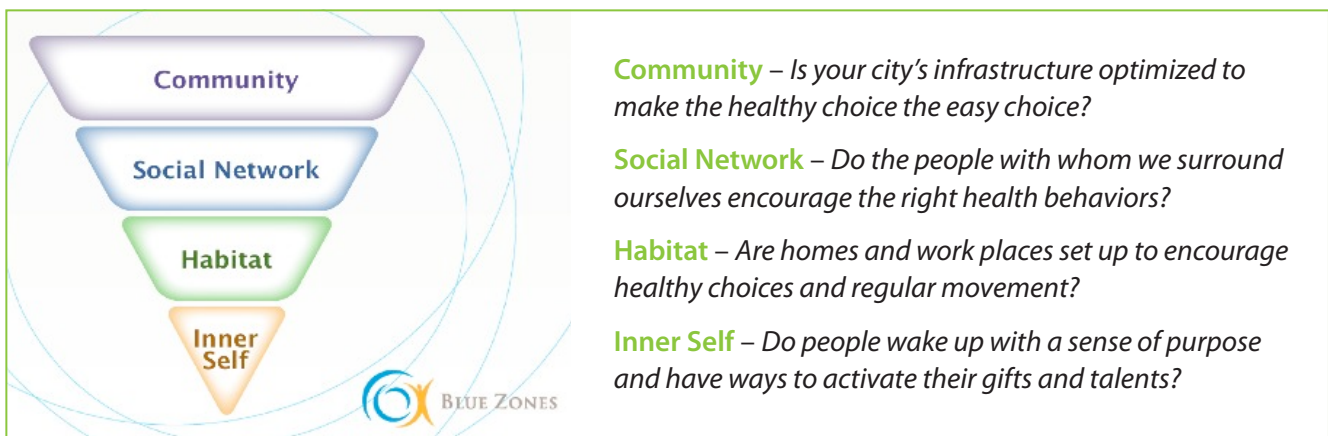 Community
Social Network
Habitat
Inner
Self
BLUE ZONES
Community – Is your city's infrastructure optimized to
make the healthy choice the easy choice?
Social Network – Do the people with whom we surround
ourselves encourage the right health behaviors?
Habitat – Are homes and work places set up to encourage
healthy choices and regular movement?
Inner Self – Do people wake up with a sense of purpose
and have ways to activate their gifts and talents?